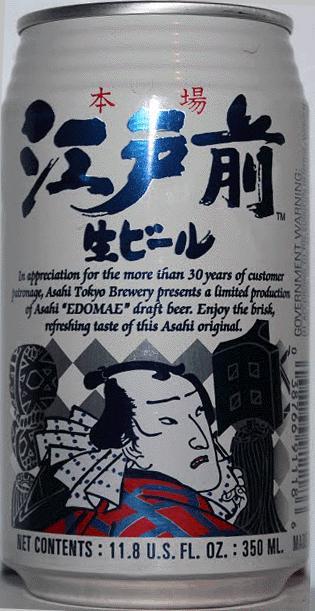 本場
江戸前™
生ビール
In appreciation for the more than 30 years of customer
patronage, Asahi Tokyo Brewery presents a limited production
of Asahi "EDOMAE" draft beer. Enjoy the brisk,
refreshing taste of this Asahi original.
NET CONTENTS : 11.8 U.S. FL. OZ. : 350 ML.
GOVERNMENT WARNING: